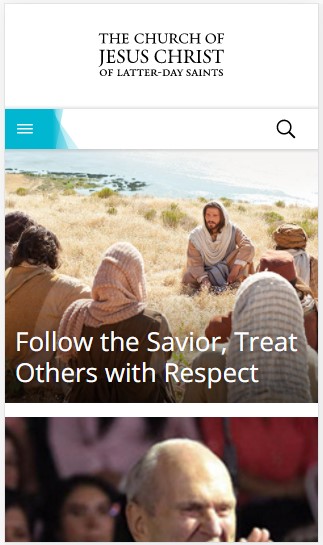 THE CHURCH OF
JESUS CHRIST
OF LATTER-DAY SAINTS
Follow the Savior, Treat
Others with Respect